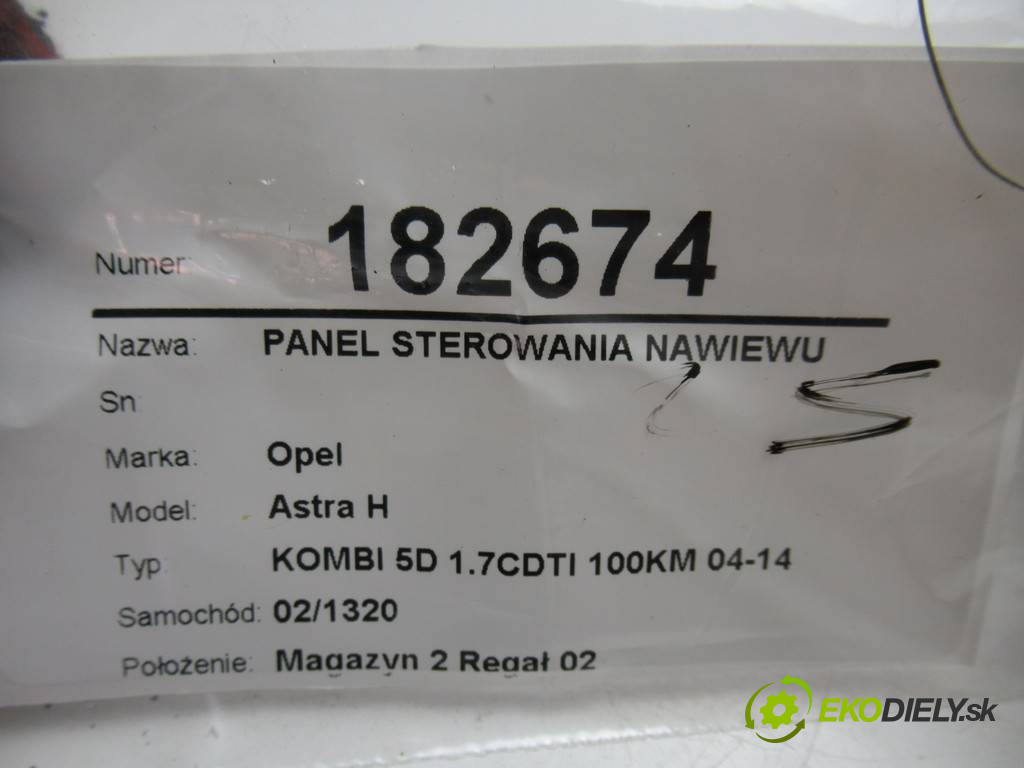 Numer: 182674
Nazwa: PANEL STEROWANIA NAWIEWU
Sn:
Marka: Opel
Model: Astra H
Typ: KOMBI 5D 1.7CDTI 100KM 04-14
Samochód: 02/1320
Położenie: Magazyn 2 Regał 02
EKODIELY.sk